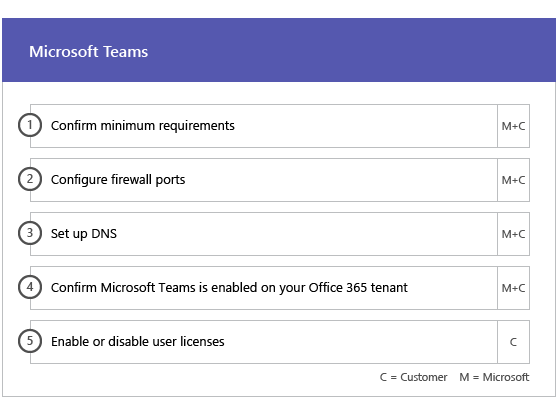 Microsoft Teams
1 Confirm minimum requirements M+C
2 Configure firewall ports M+C
3 Set up DNS M+C
4 Confirm Microsoft Teams is enabled on your Office 365 tenant M+C
5 Enable or disable user licenses C
C = Customer M = Microsoft